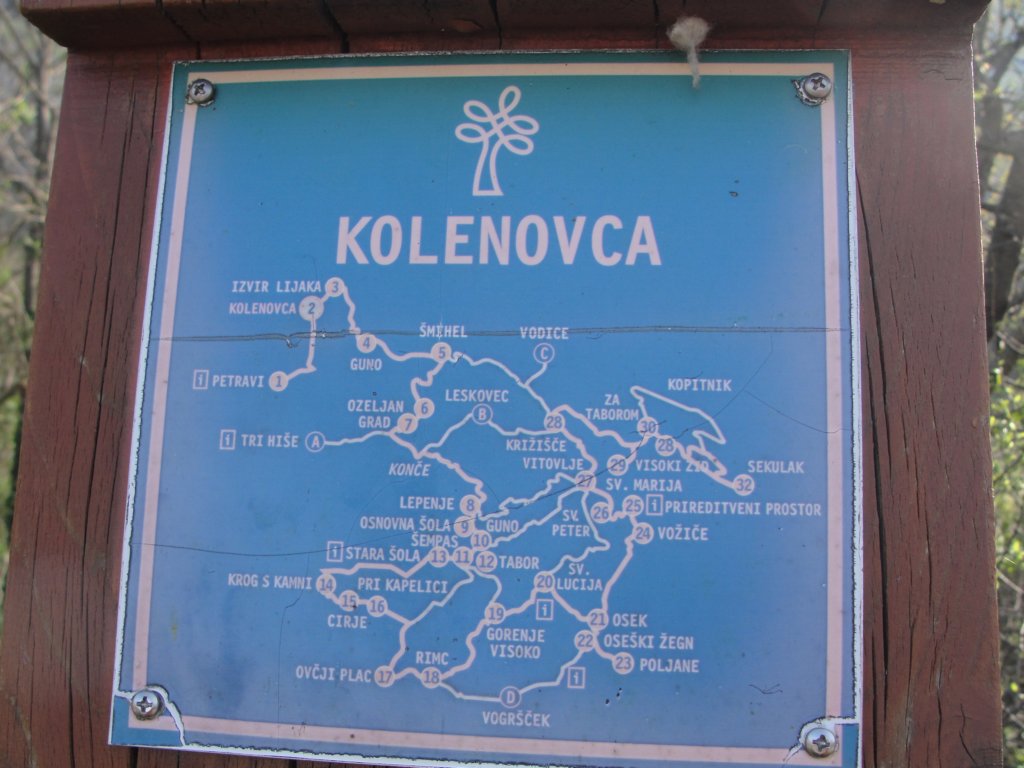 KOLENOVCA
IZVIR LIJAKA 3
KOLENOVCA 2
4
GUNO
ŠMIHEL
5
VODICE
C
i PETRAVI 1
OZELJAN
GRAD
6
7
LESKOVEC
B
i TRI HIŠE A
KONČE
28
KRIŽIŠČE
ZA
TABOROM
30
KOPITNIK
28
VITOVLJE
27
29 VISOKI ZID
SEKULAK
32
SV. MARIJA
LEPENJE 8
OSNOVNA ŠOLA 9
GUNO
ŠEMPAS 10
SV.
PETER
26
25 i PRIREDITVENI PROSTOR
24 VOŽIČE
i STARA ŠOLA 13
11
12 TABOR
KROG S KAMNI 14
PRI KAPELICI
15
16
CIRJE
SV.
LUCIJA
20
i
19
GORENJE
VISOKO
21 OSEK
22 OSEŠKI ŽEGN
23 POLJANE
OVČJI PLAC 17
RIMC
18
i
D
VOGRŠČEK